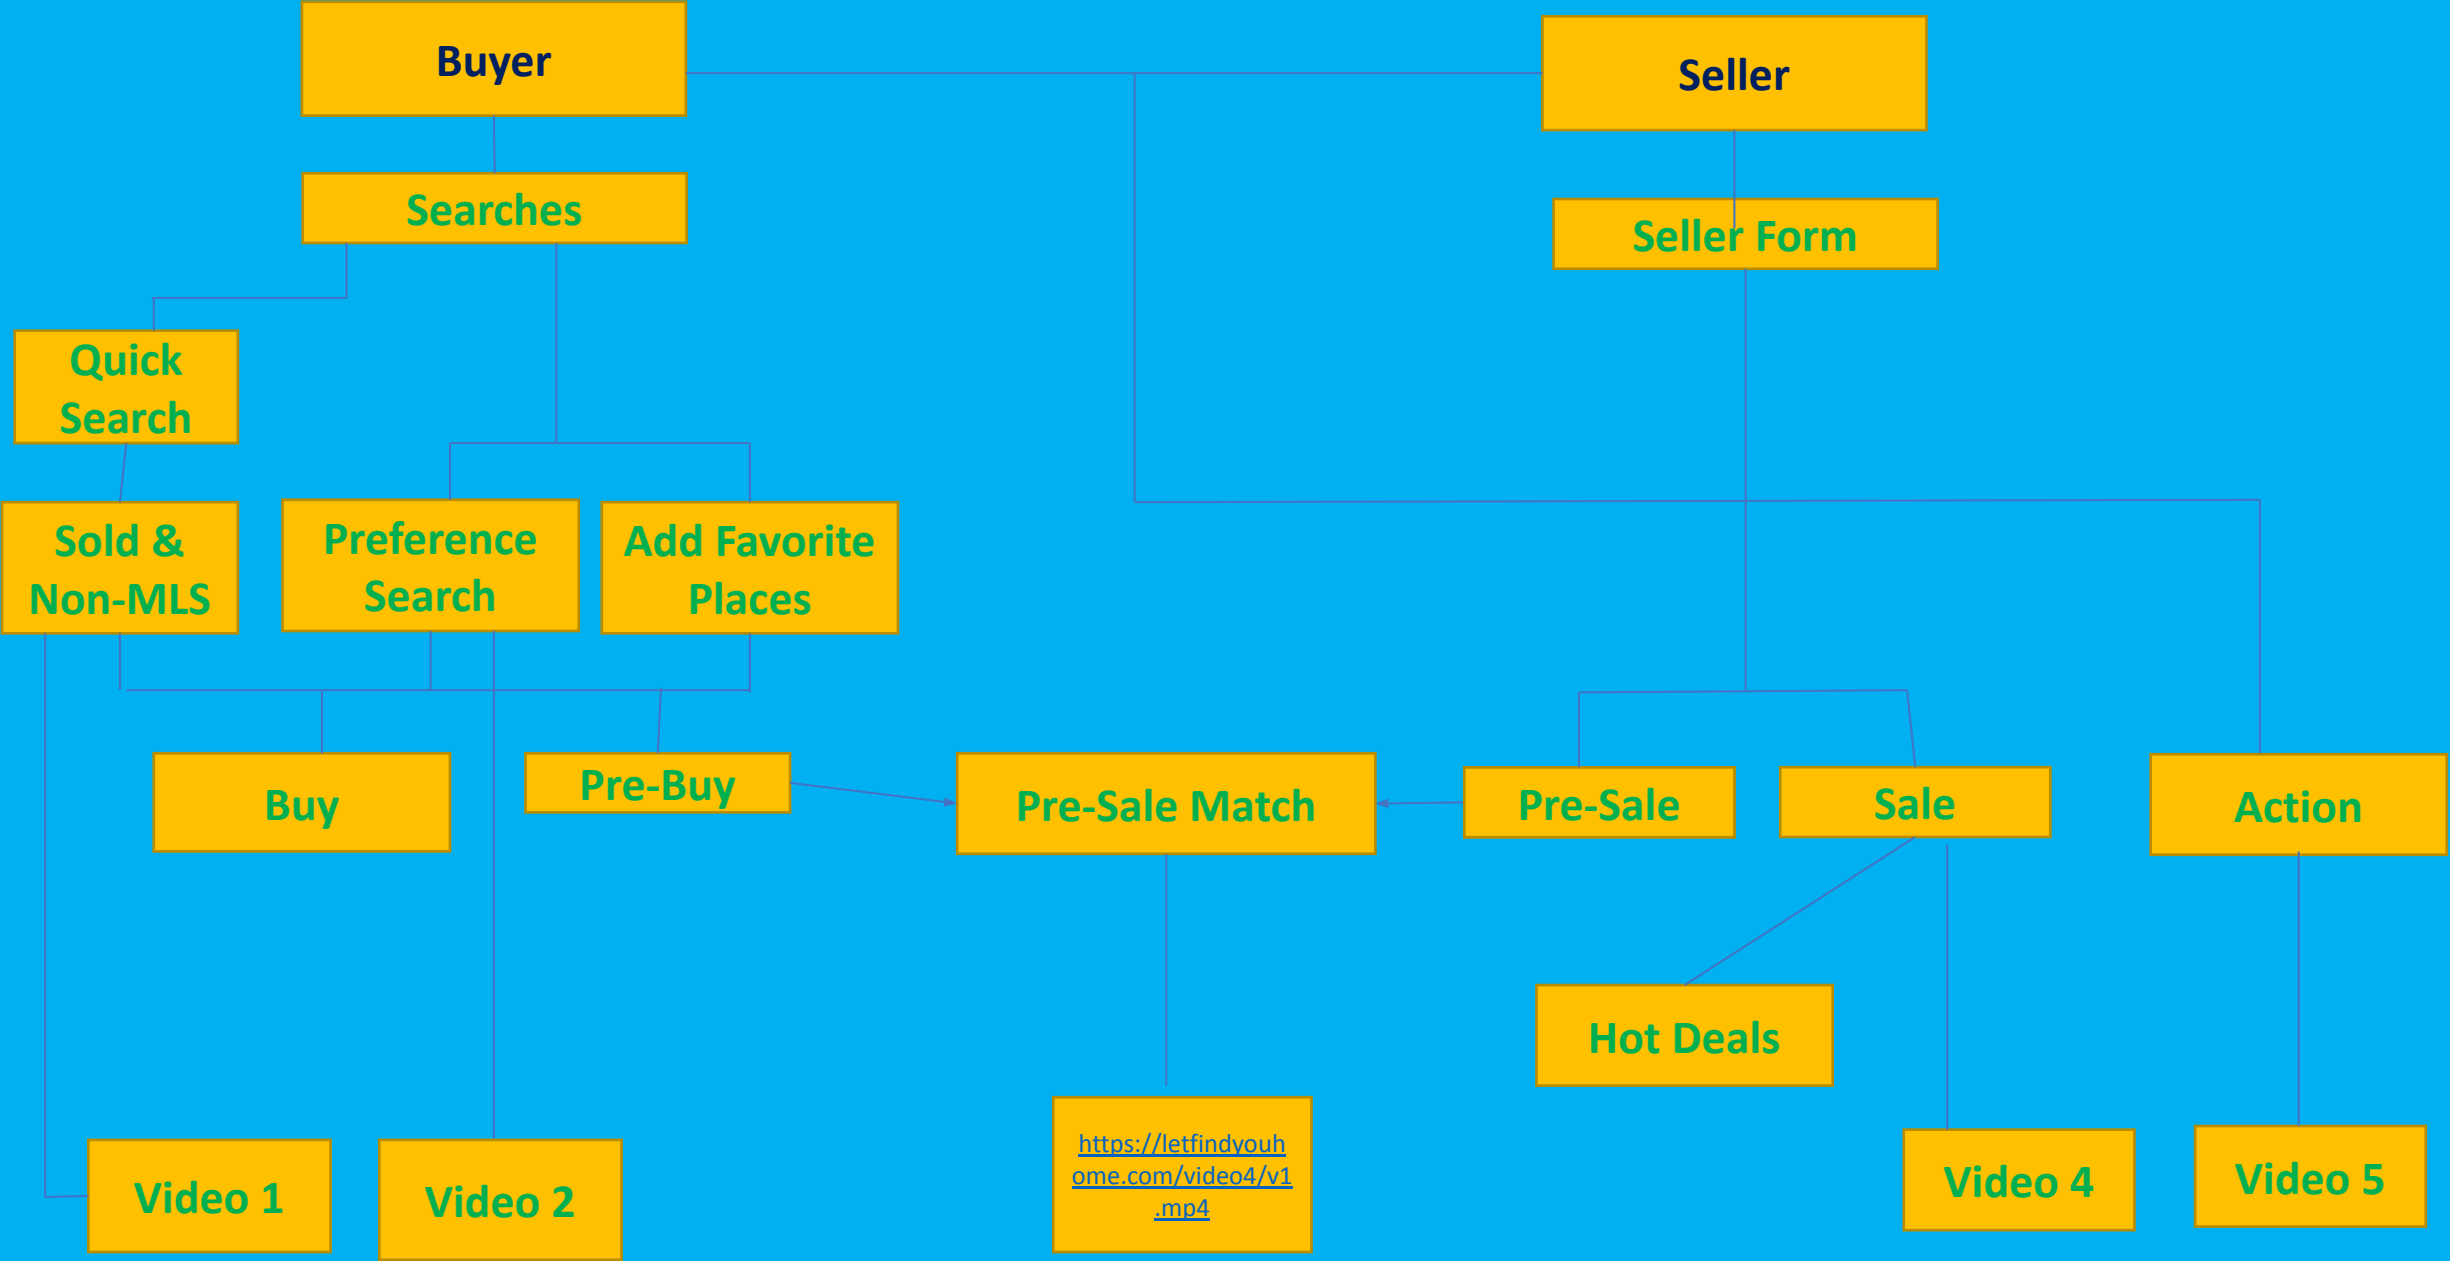 Buyer
Seller
Searches
Seller Form
Quick
Search
Sold &
Non-MLS
Preference
Search
Add Favorite
Places
Buy
Pre-Buy
Pre-Sale Match
Pre-Sale
Sale
Action
Hot Deals
Video 1
Video 2
https://letfindyouh
ome.com/video4/v1
.mp4
Video 4
Video 5